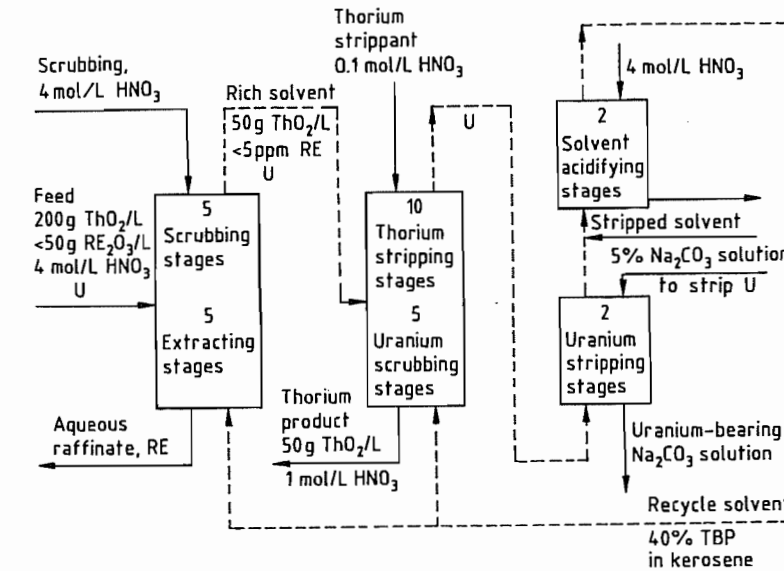 Scrubbing,
4 mol/L HNO₃
Rich solvent
50g ThO₂/L
<5ppm RE
U
Thorium
strippant
0.1 mol/L HNO₃
U
4 mol/L HNO₃
2
Solvent
acidifying
stages
Stripped solvent
5% Na₂CO₃ solution
to strip U
Feed
200g ThO₂/L
<50g RE₂O₃/L
4 mol/L HNO₃
U
5
Scrubbing
stages
5
Extracting
stages
10
Thorium
stripping
stages
5
Uranium
scrubbing
stages
2
Uranium
stripping
stages
Aqueous
raffinate, RE
Thorium
product
50g ThO₂/L
1 mol/L HNO₃
Uranium-bearing
Na₂CO₃ solution
Recycle solvent
40% TBP
in kerosene